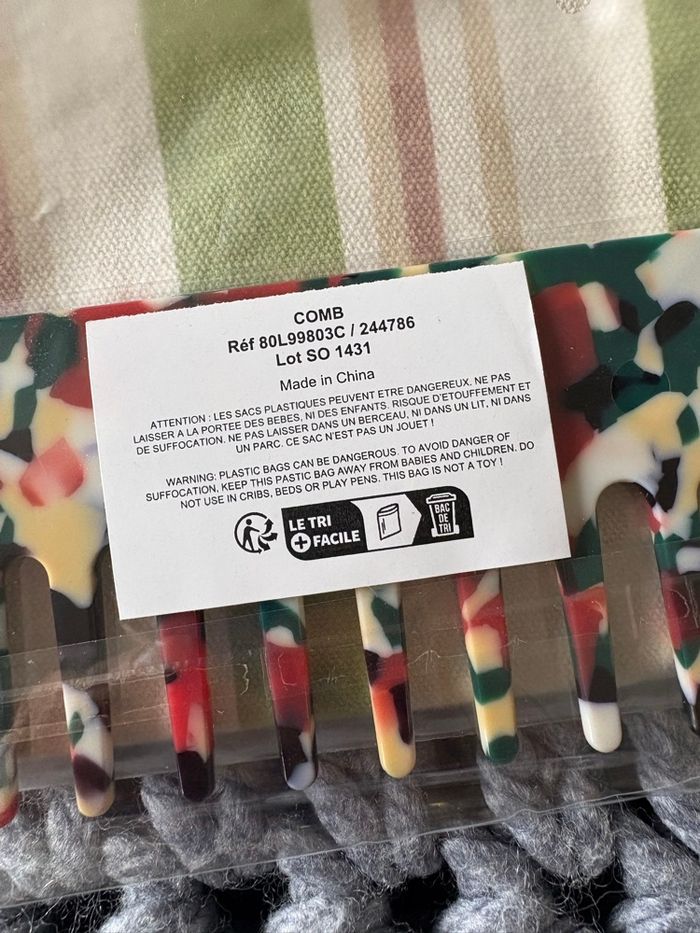 COMB
Réf 80L99803C / 244786
Lot SO 1431
Made in China
ATTENTION : LES SACS PLASTIQUES PEUVENT ETRE DANGEREUX. NE PAS
LAISSER A LA PORTEE DES BEBES, NI DES ENFANTS. RISQUE D'ETOUFFEMENT ET
DE SUFFOCATION. NE PAS LAISSER DANS UN BERCEAU, NI DANS UN LIT, NI DANS
UN PARC. CE SAC N'EST PAS UN JOUET !
WARNING: PLASTIC BAGS CAN BE DANGEROUS. TO AVOID DANGER OF
SUFFOCATION, KEEP THIS PASTIC BAG AWAY FROM BABIES AND CHILDREN. DO
NOT USE IN CRIBS, BEDS OR PLAY PENS. THIS BAG IS NOT A TOY !
LE TRI
+ FACILE
BAC
DE
TRI